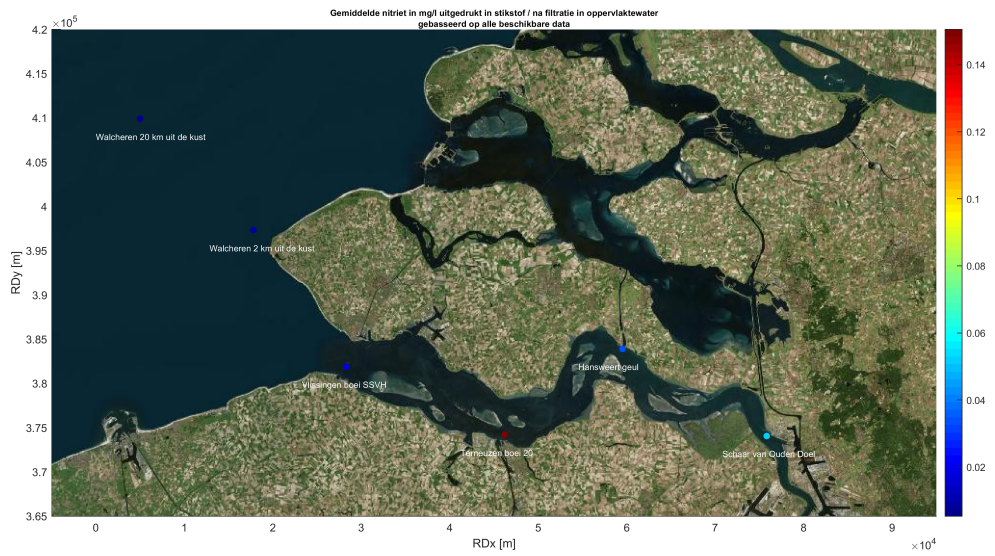 Gemiddelde nitriet in mg/l uitgedrukt in stikstof / na filtratie in oppervlaktewater
gebasseerd op alle beschikbare data
×10⁵
4.2
4.15
4.1
4.05
4
3.95
3.9
3.85
3.8
3.75
3.7
3.65
RDy [m]
Walcheren 20 km uit de kust
Walcheren 2 km uit de kust
Vlissingen boei SSVH
Hansweert geul
Terneuzen boei 20
Schaar van Ouden Doel
0 1 2 3 4 5 6 7 8 9
×10⁴
RDx [m]
0.14
0.12
0.1
0.08
0.06
0.04
0.02